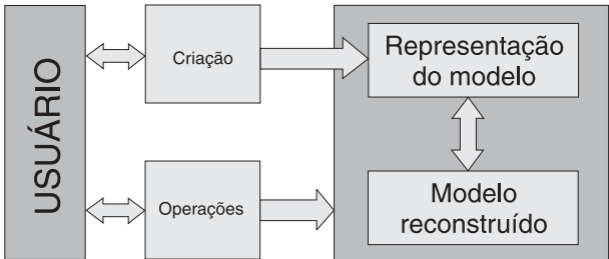 USUÁRIO
Criação
Representação
do modelo
Operações
Modelo
reconstruído